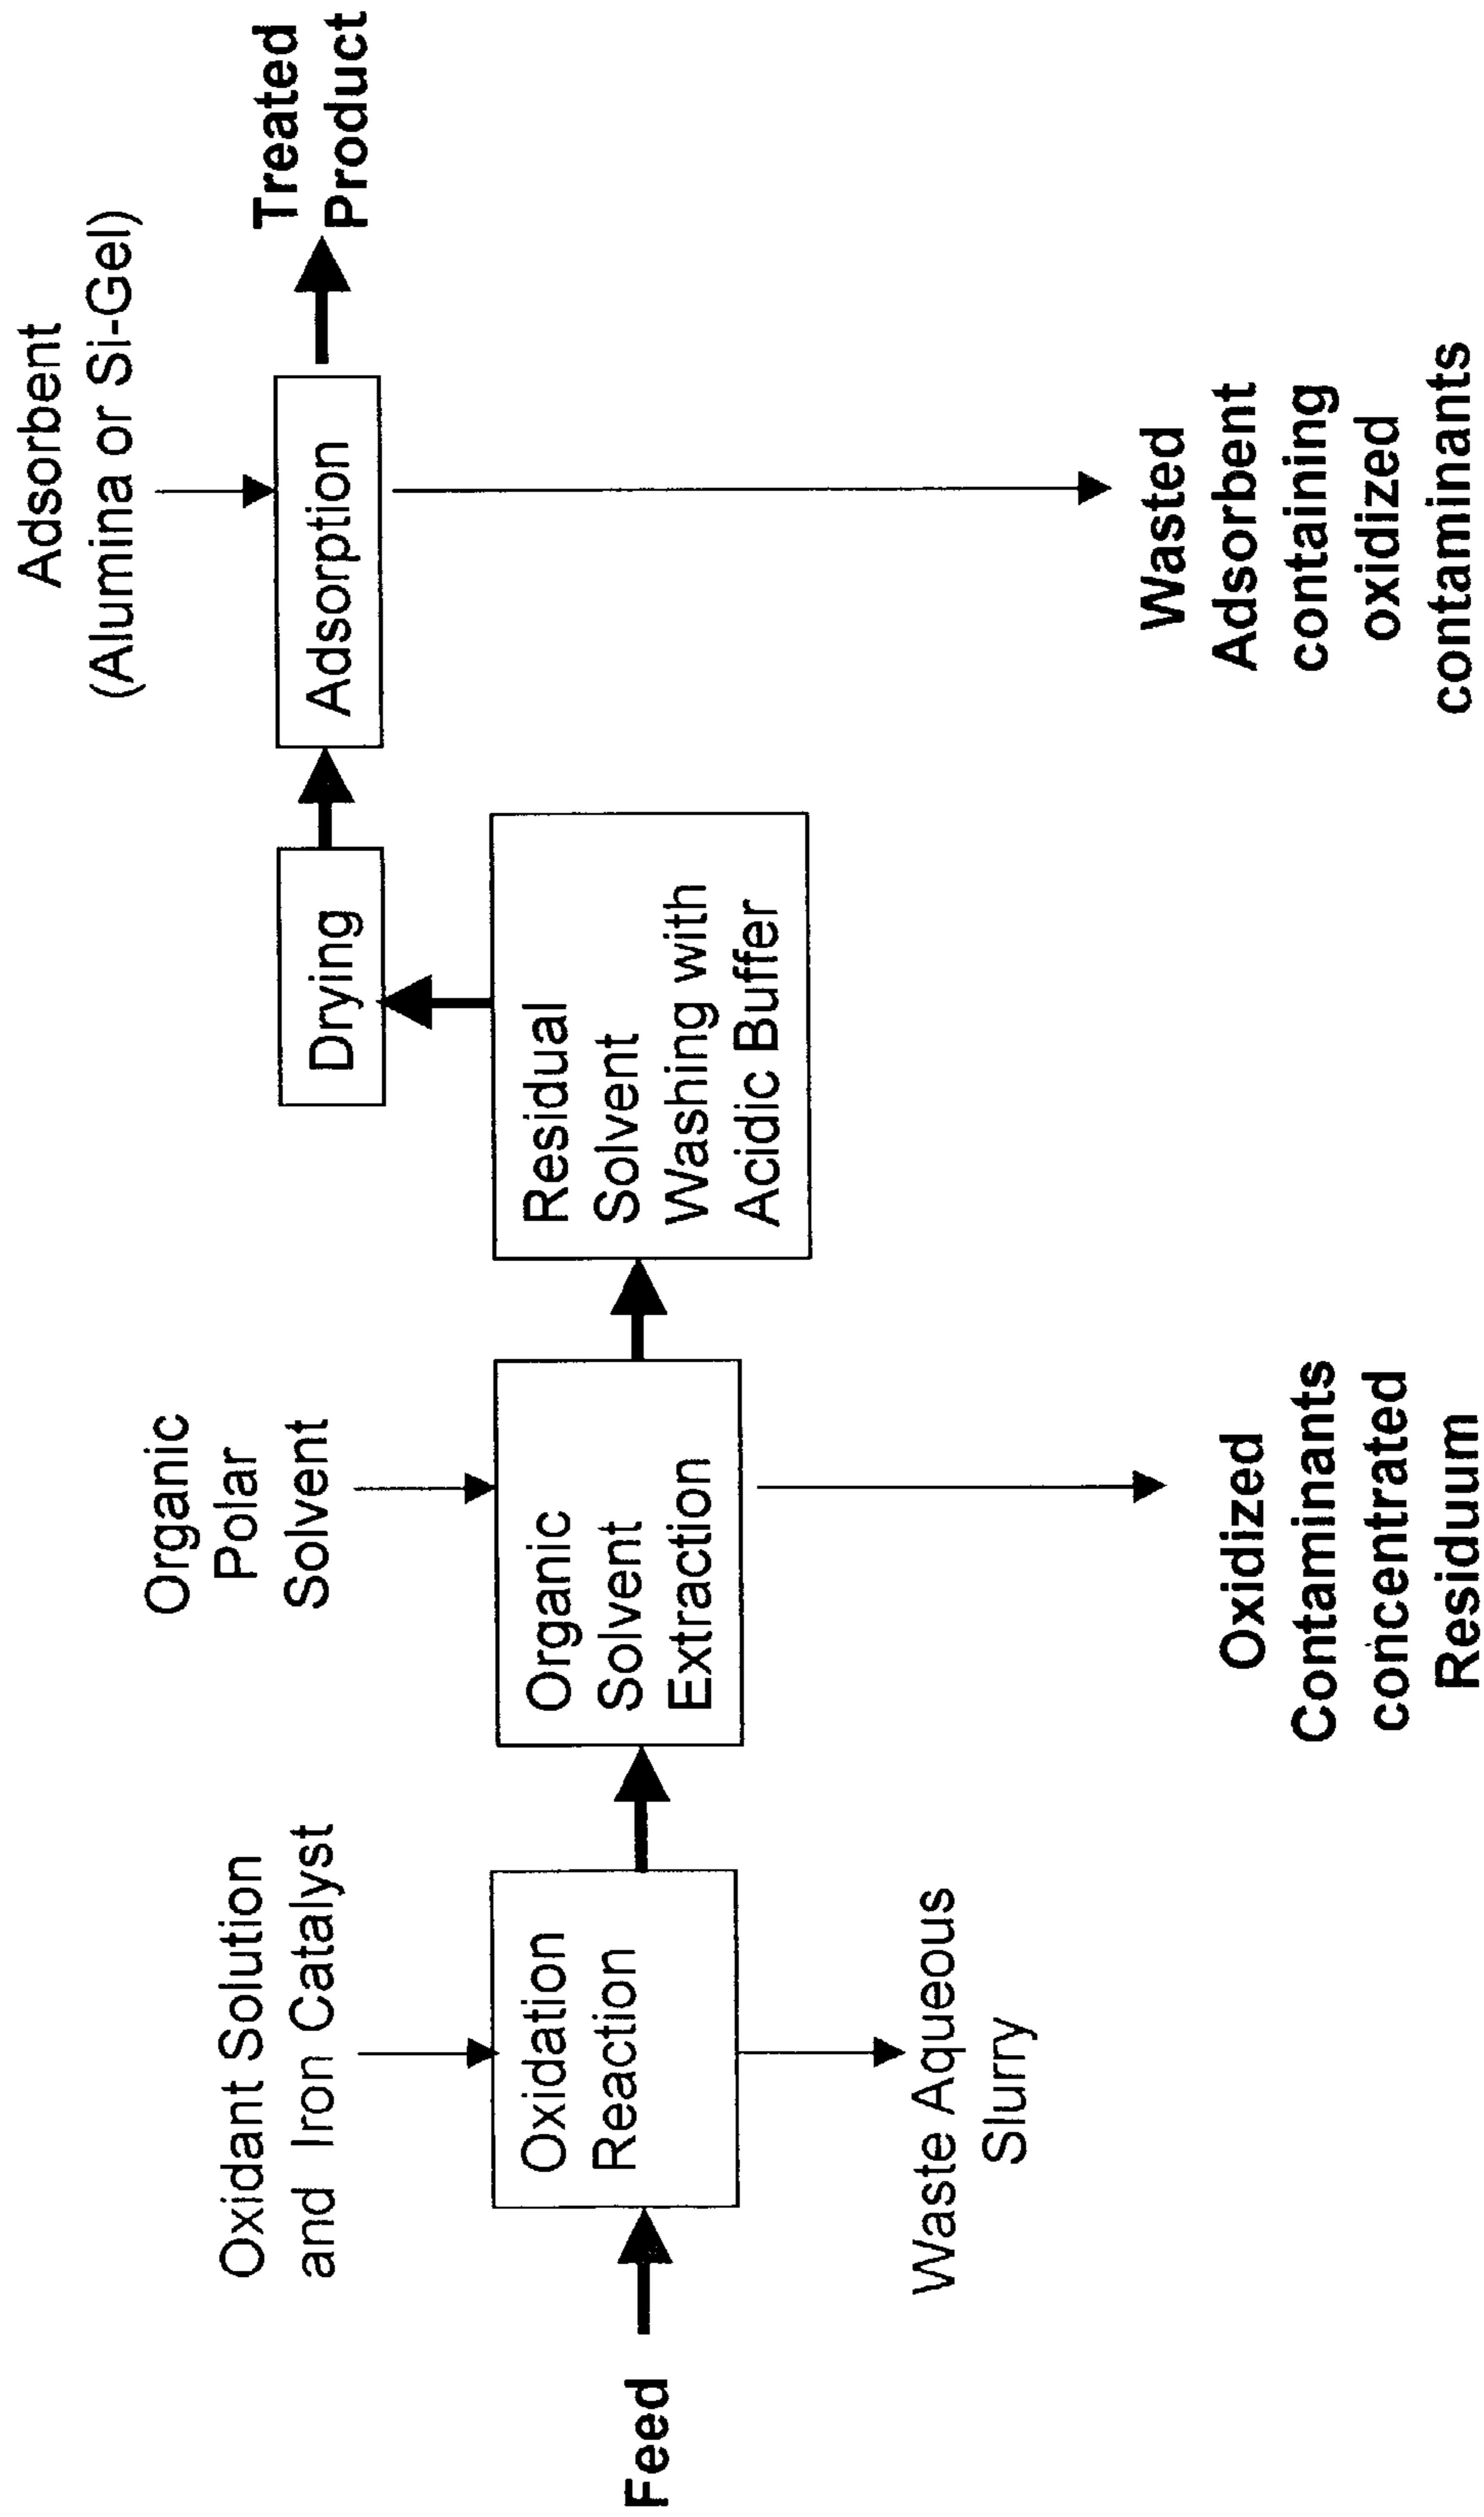 Feed
Oxidant Solution
and Iron Catalyst
Oxidation
Reaction
Waste Aqueous
Slurry
Organic
Polar
Solvent
Organic
Solvent
Extraction
Oxidized
Contaminants
concentrated
Residuum
Residual
Solvent
Washing with
Acidic Buffer
Drying
Adsorbent
(Alumina or Si-Gel)
Adsorption
Wasted
Adsorbent
containing
oxidized
contaminants
Treated
Product